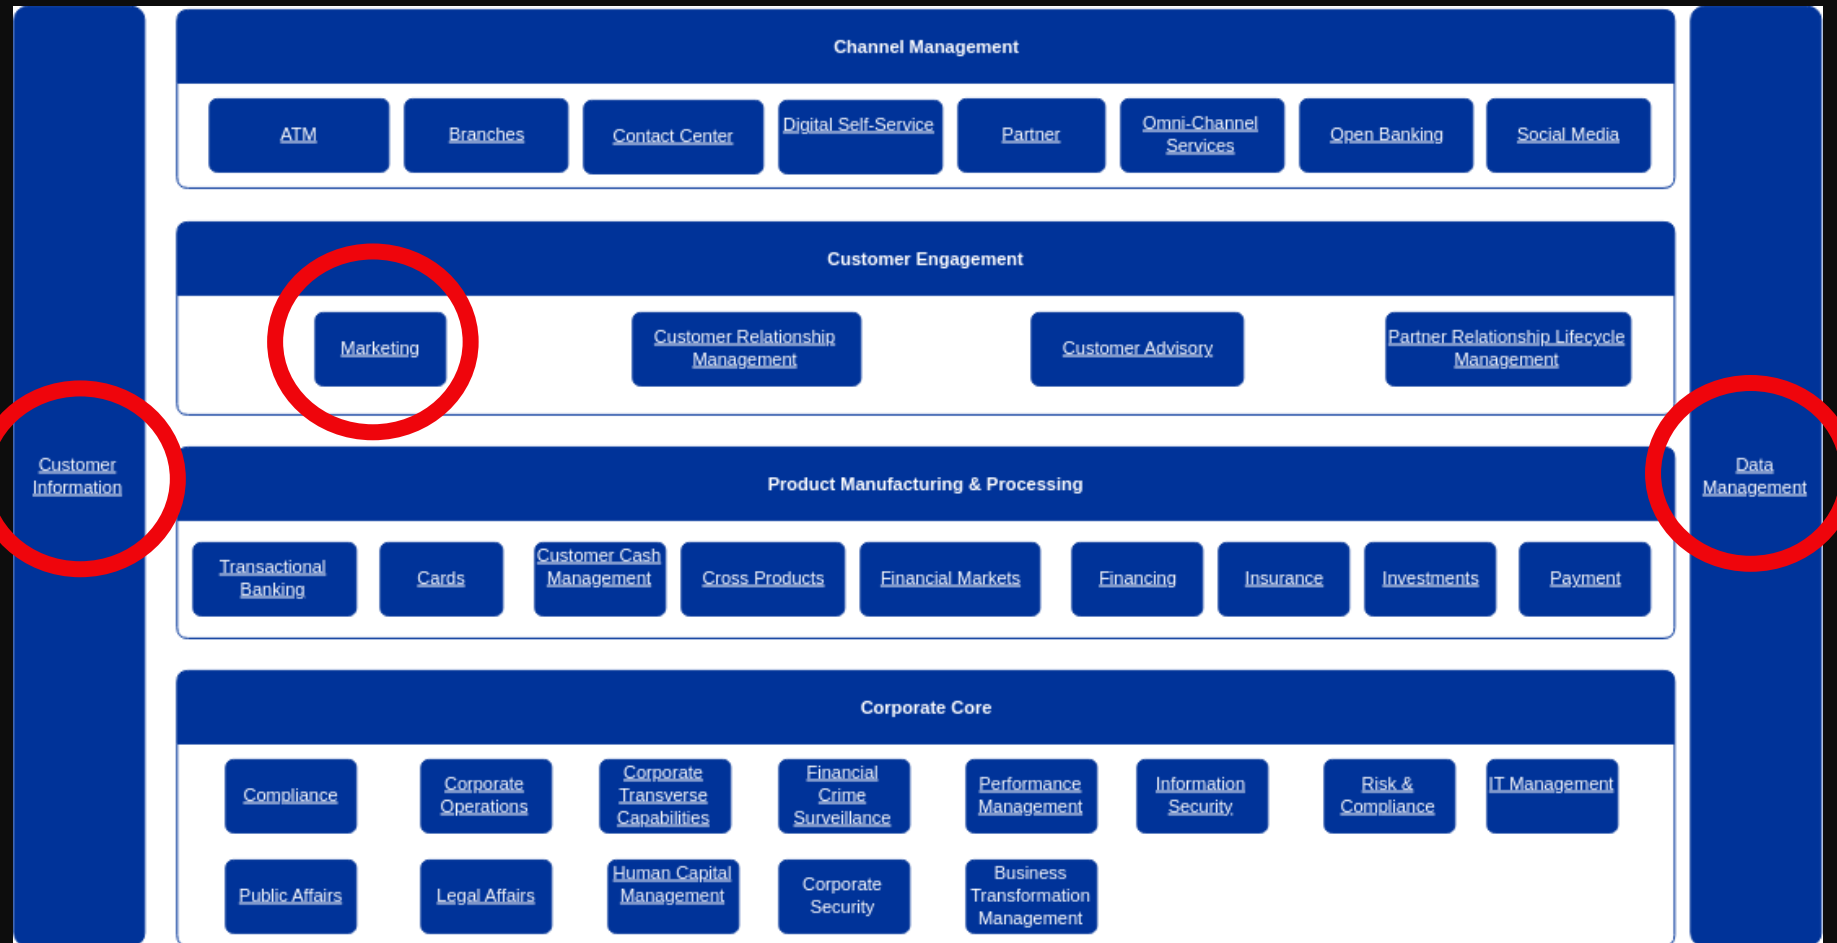 Channel Management
ATM
Branches
Contact Center
Digital Self-Service
Partner
Omni-Channel
Services
Open Banking
Social Media
Customer Engagement
Marketing
Customer Relationship
Management
Customer Advisory
Partner Relationship Lifecycle
Management
Customer
Information
Data
Management
Product Manufacturing & Processing
Transactional
Banking
Cards
Customer Cash
Management
Cross Products
Financial Markets
Financing
Insurance
Investments
Payment
Corporate Core
Compliance
Corporate
Operations
Corporate
Transverse
Capabilities
Financial
Crime
Surveillance
Performance
Management
Information
Security
Risk &
Compliance
IT Management
Public Affairs
Legal Affairs
Human Capital
Management
Corporate
Security
Business
Transformation
Management